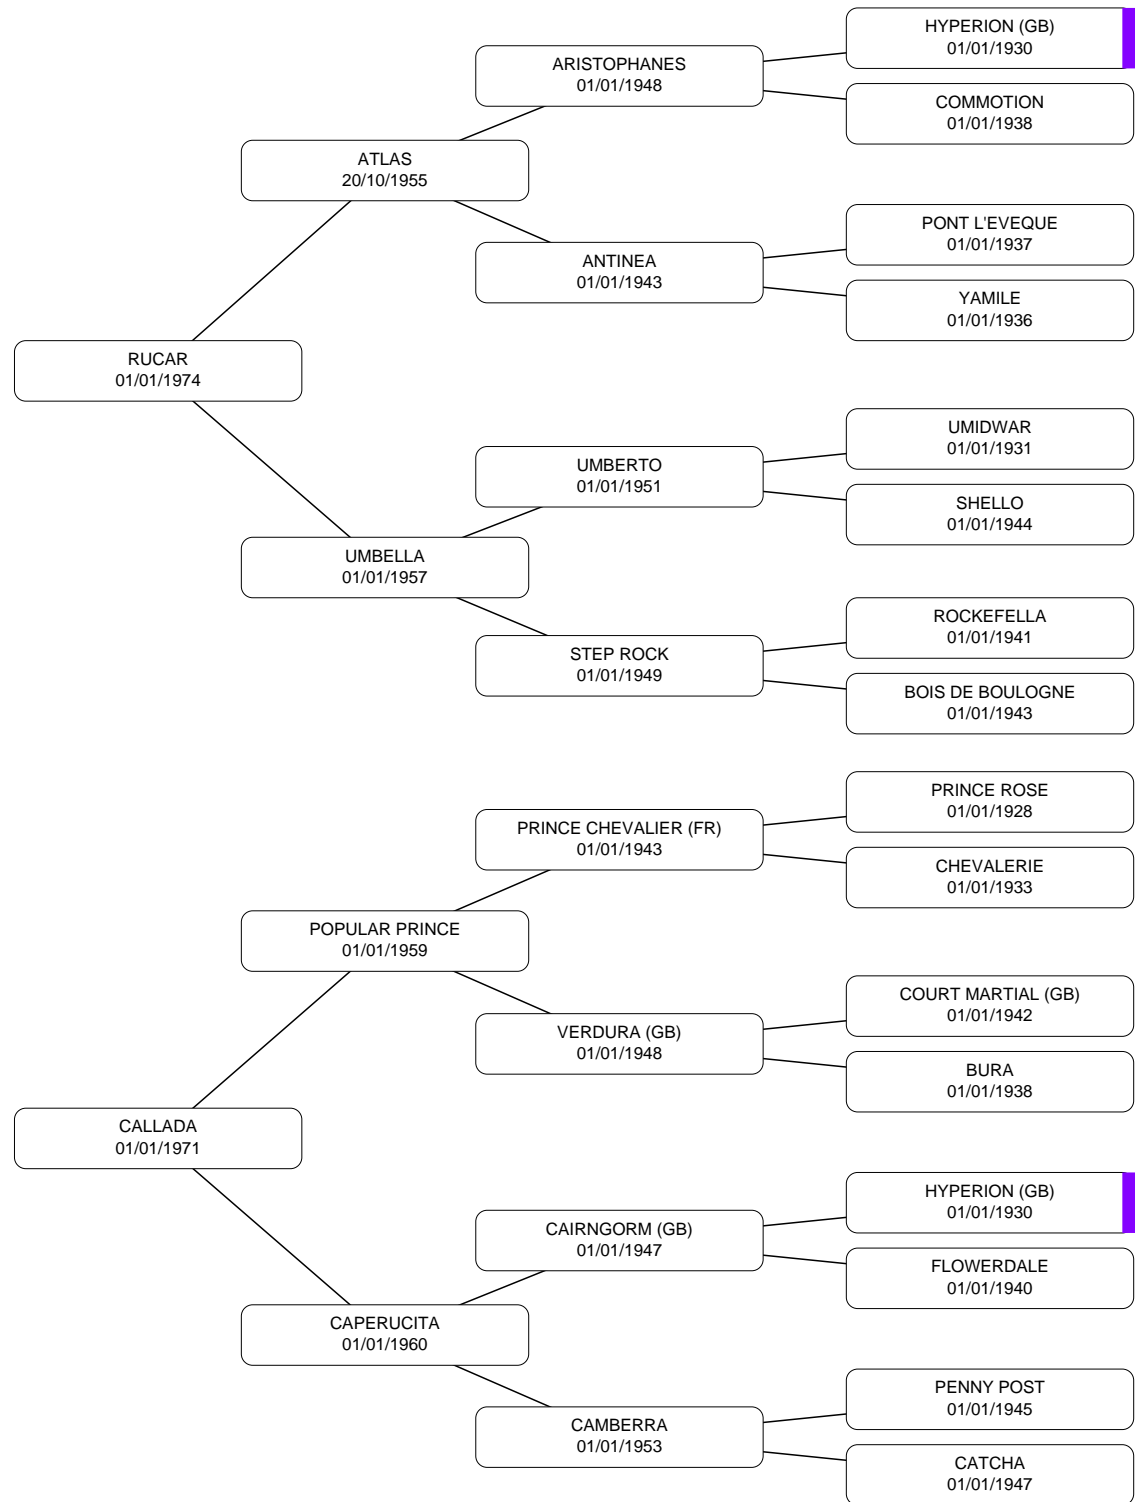 HYPERION (GB)
01/01/1930
ARISTOPHANES
01/01/1948
COMMOTION
01/01/1938
ATLAS
20/10/1955
PONT L'EVEQUE
01/01/1937
ANTINEA
01/01/1943
YAMILE
01/01/1936
RUCAR
01/01/1974
UMIDWAR
01/01/1931
UMBERTO
01/01/1951
SHELLO
01/01/1944
UMBELLA
01/01/1957
ROCKEFELLA
01/01/1941
STEP ROCK
01/01/1949
BOIS DE BOULOGNE
01/01/1943
PRINCE ROSE
01/01/1928
PRINCE CHEVALIER (FR)
01/01/1943
CHEVALERIE
01/01/1933
POPULAR PRINCE
01/01/1959
COURT MARTIAL (GB)
01/01/1942
VERDURA (GB)
01/01/1948
BURA
01/01/1938
CALLADA
01/01/1971
HYPERION (GB)
01/01/1930
CAIRNGORM (GB)
01/01/1947
FLOWERDALE
01/01/1940
CAPERUCITA
01/01/1960
PENNY POST
01/01/1945
CAMBERRA
01/01/1953
CATCHA
01/01/1947